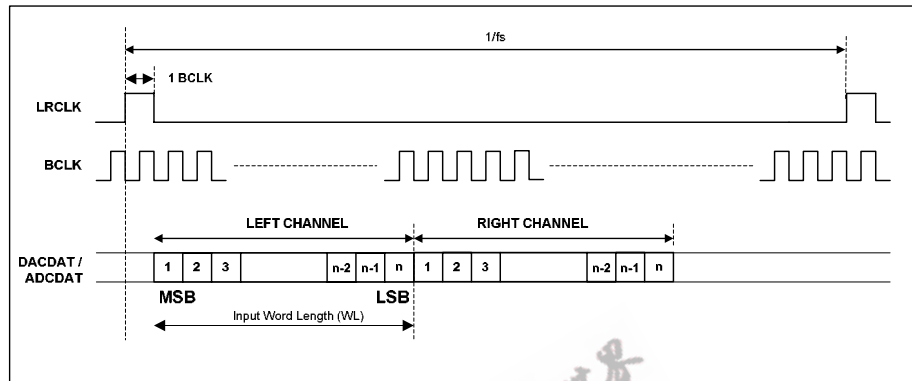 1/fs
1 BCLK
LRCLK
BCLK
LEFT CHANNEL
RIGHT CHANNEL
DACDAT /
ADCDAT
1 2 3 n-2 n-1 n 1 2 3 n-2 n-1 n
MSB LSB
Input Word Length (WL)